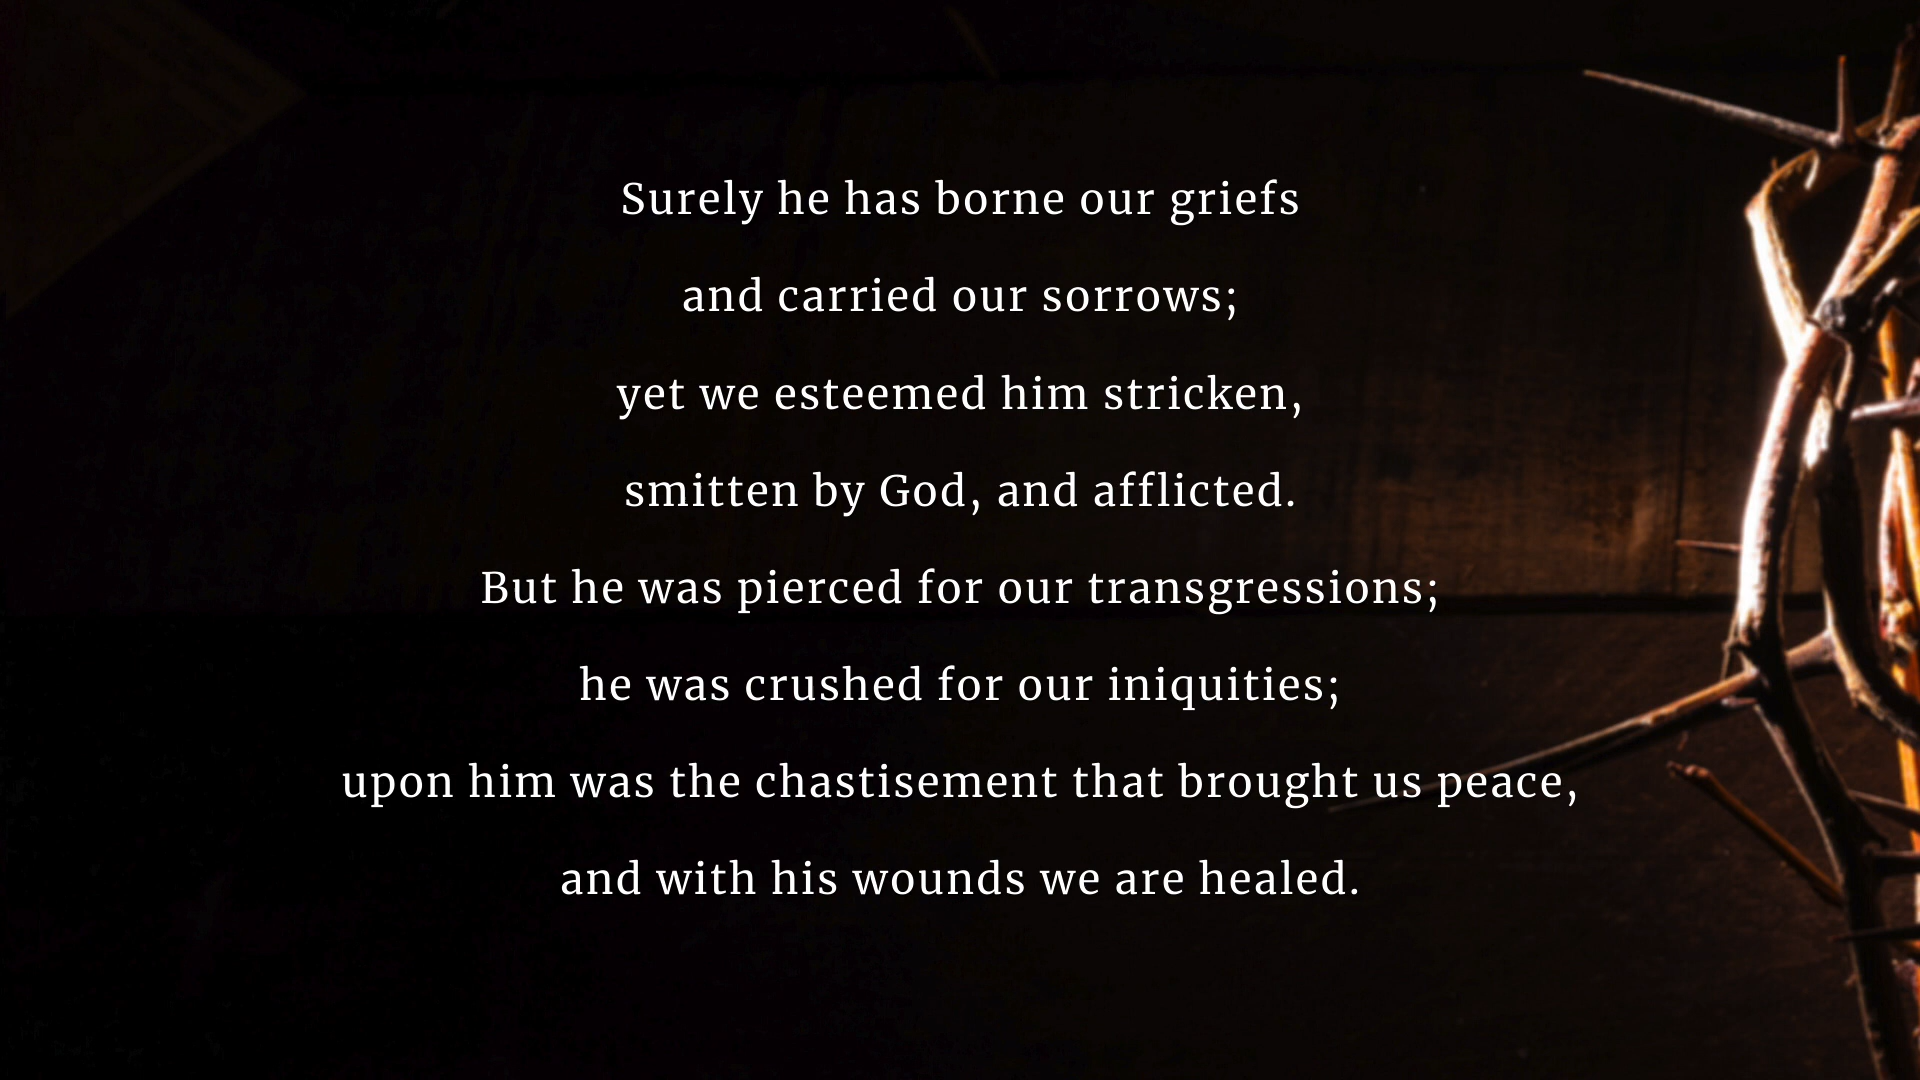 Surely he has borne our griefs
and carried our sorrows;
yet we esteemed him stricken,
smitten by God, and afflicted.
But he was pierced for our transgressions;
he was crushed for our iniquities;
upon him was the chastisement that brought us peace,
and with his wounds we are healed.